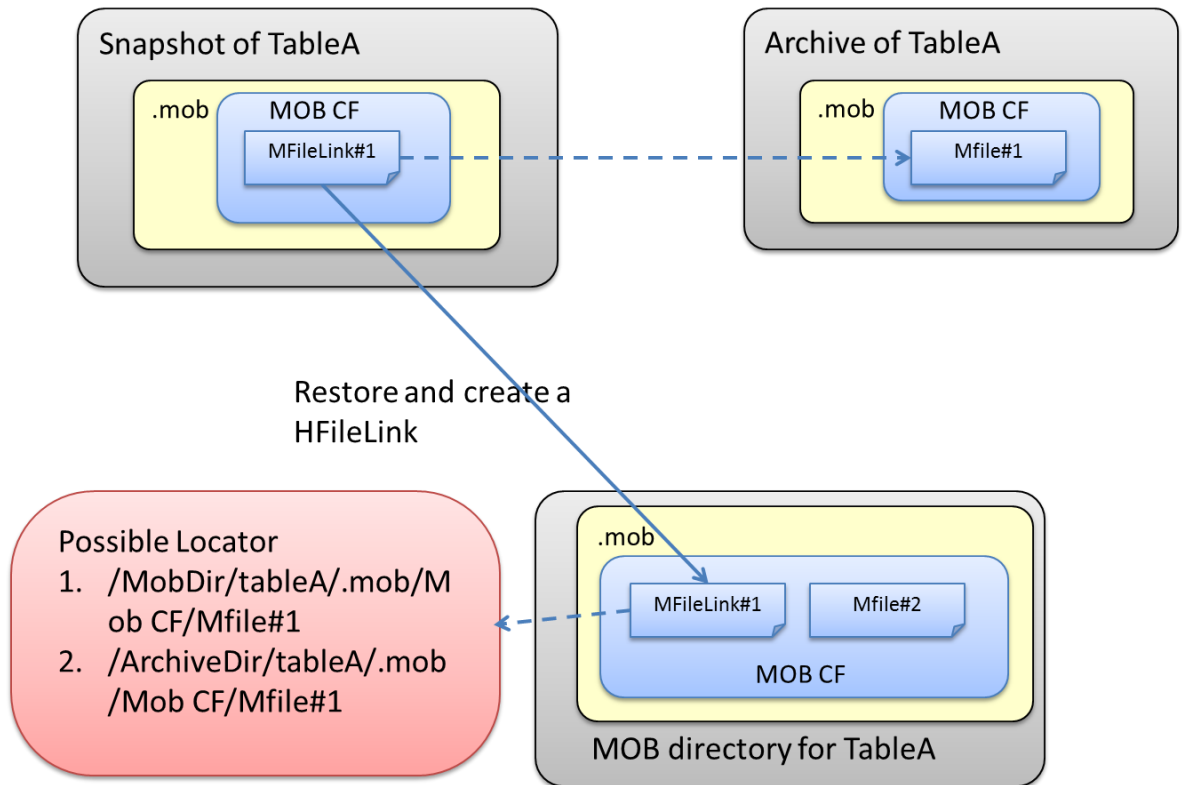 Snapshot of TableA
.mob
MOB CF
MFileLink#1
Archive of TableA
.mob
MOB CF
Mfile#1
Restore and create a
HFileLink
Possible Locator
1. /MobDir/tableA/.mob/M
ob CF/Mfile#1
2. /ArchiveDir/tableA/.mob
/Mob CF/Mfile#1
.mob
MFileLink#1
Mfile#2
MOB CF
MOB directory for TableA